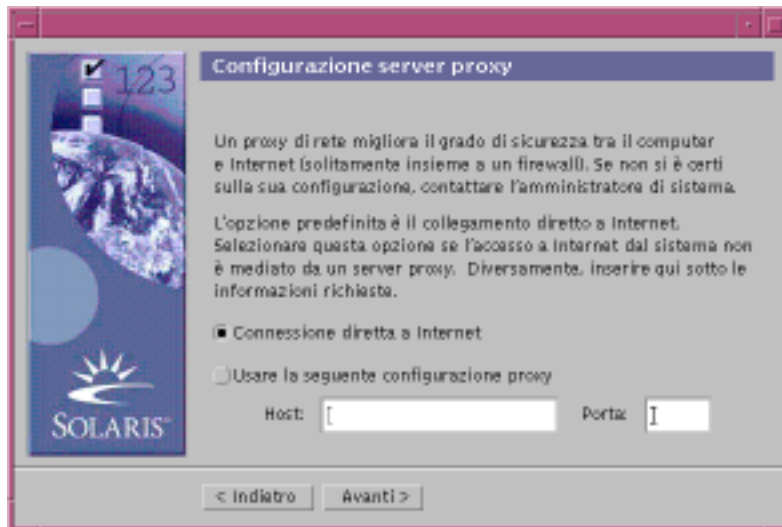 123
Configurazione server proxy
Un proxy di rete migliora il grado di sicurezza tra il computer
e Internet (solitamente insieme a un firewall). Se non si è certi
sulla sua configurazione, contattare l'amministratore di sistema.
L'opzione predefinita è il collegamento diretto a Internet.
Selezionare questa opzione se l'accesso a Internet dal sistema non
è mediato da un server proxy. Diversamente, inserire qui sotto le
informazioni richieste.
Connessione diretta a Internet
Usare la seguente configurazione proxy
Host: Porta:
SOLARIS™
< Indietro Avanti >